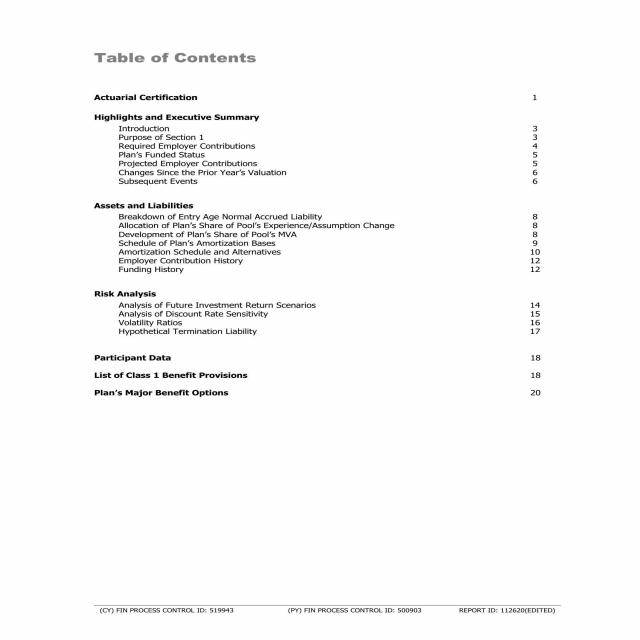 Table of Contents
Actuarial Certification 1
Highlights and Executive Summary
Introduction 3
Purpose of Section 1 3
Required Employer Contributions 4
Plan's Funded Status 5
Projected Employer Contributions 5
Changes Since the Prior Year's Valuation 6
Subsequent Events 6
Assets and Liabilities
Breakdown of Entry Age Normal Accrued Liability 8
Allocation of Plan's Share of Pool's Experience/Assumption Change 8
Development of Plan's Share of Pool's MVA 8
Schedule of Plan's Amortization Bases 9
Amortization Schedule and Alternatives 10
Employer Contribution History 12
Funding History 12
Risk Analysis
Analysis of Future Investment Return Scenarios 14
Analysis of Discount Rate Sensitivity 15
Volatility Ratios 16
Hypothetical Termination Liability 17
Participant Data 18
List of Class 1 Benefit Provisions 18
Plan's Major Benefit Options 20
(CY) FIN PROCESS CONTROL ID: 519943 (PY) FIN PROCESS CONTROL ID: 500903 REPORT ID: 112620(EDITED)